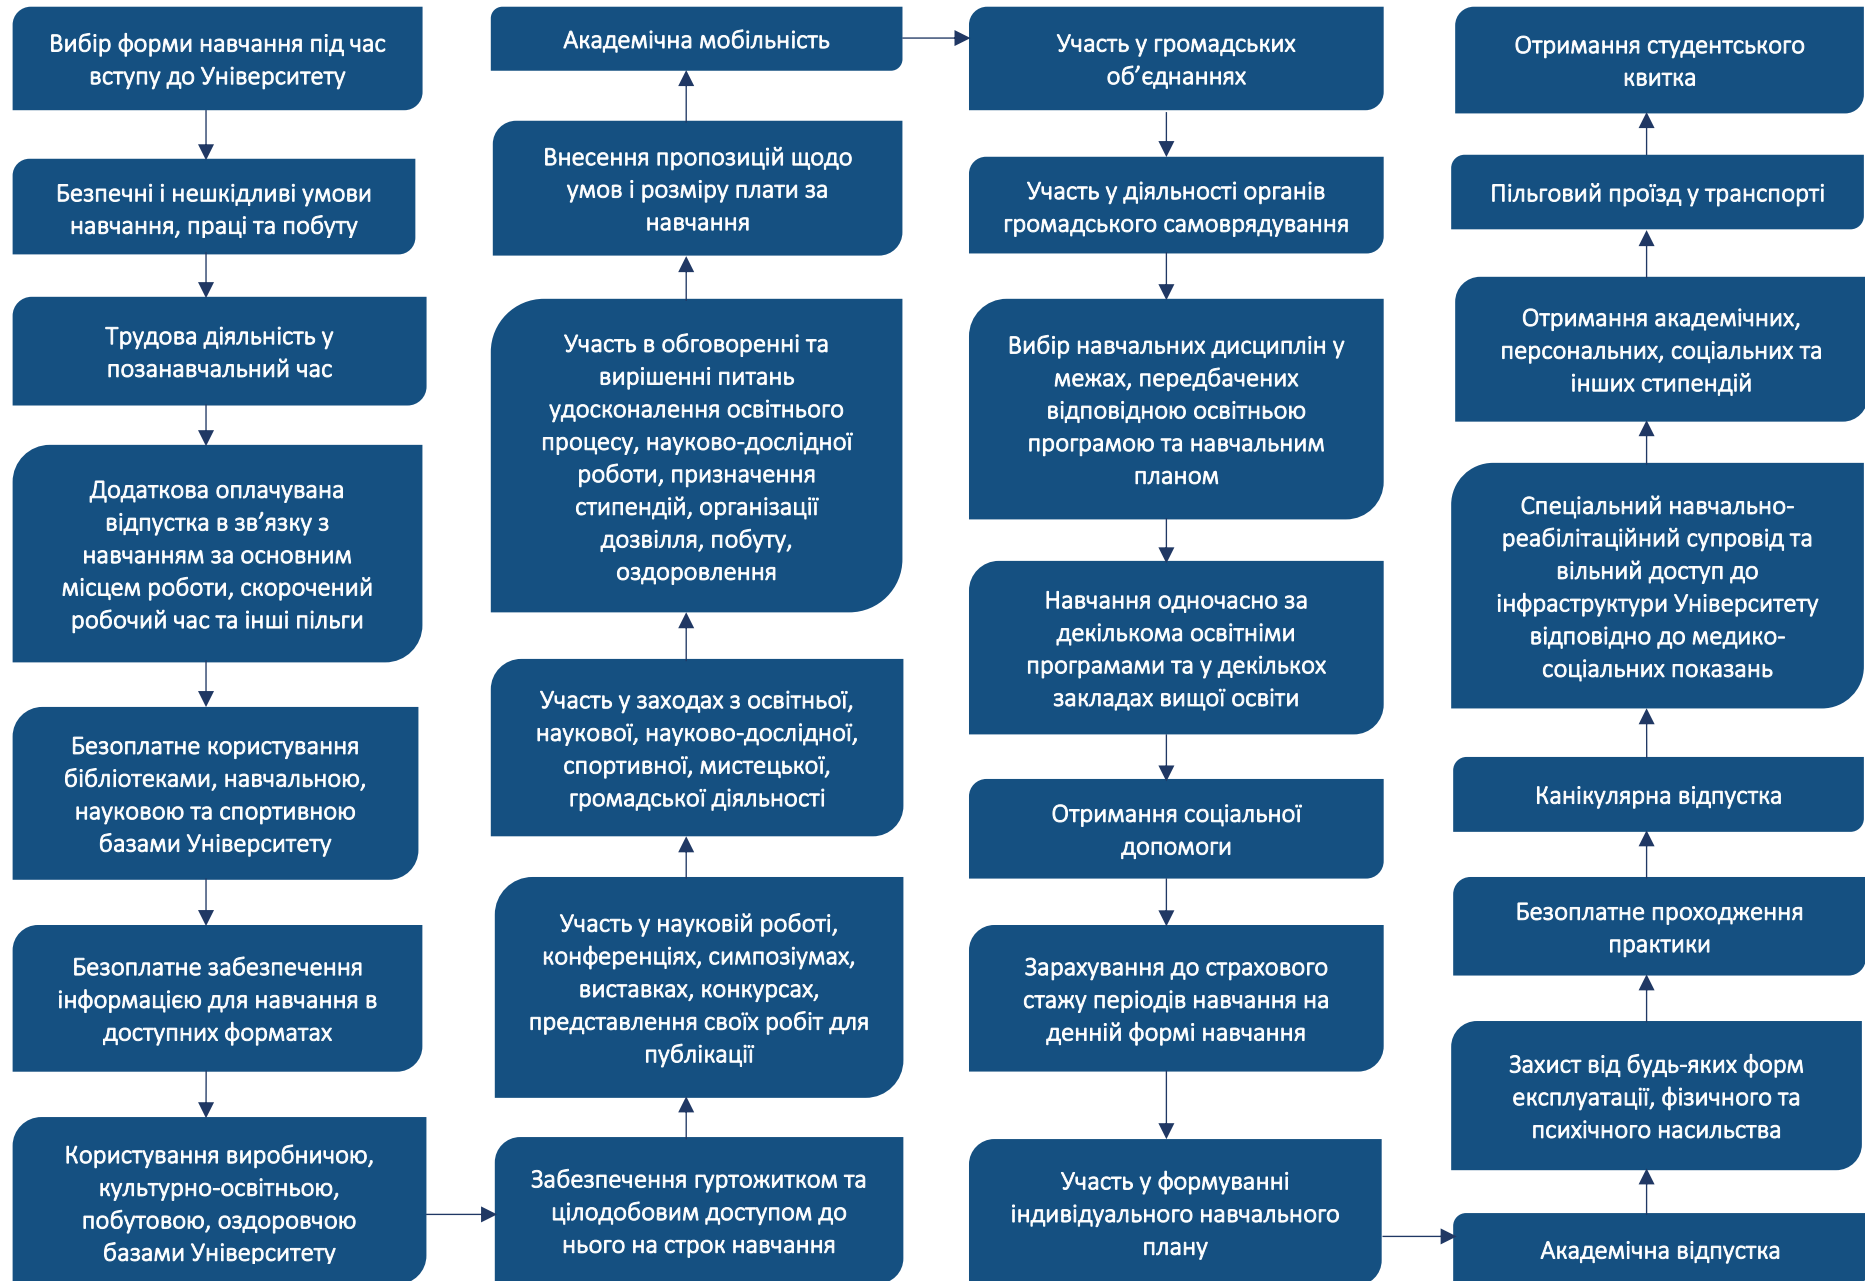 Вибір форми навчання під час
вступу до Університету
Безпечні і нешкідливі умови
навчання, праці та побуту
Трудова діяльність у
позанавчальний час
Додаткова оплачувана
відпустка в зв’язку з
навчанням за основним
місцем роботи, скорочений
робочий час та інші пільги
Безоплатне користування
бібліотеками, навчальною,
науковою та спортивною
базами Університету
Безоплатне забезпечення
інформацією для навчання в
доступних форматах
Користування виробничою,
культурно-освітньою,
побутовою, оздоровчою
базами Університету
Забезпечення гуртожитком та
цілодобовим доступом до
нього на строк навчання
Участь у науковій роботі,
конференціях, симпозіумах,
виставках, конкурсах,
представлення своїх робіт для
публікації
Участь у заходах з освітньої,
наукової, науково-дослідної,
спортивної, мистецької,
громадської діяльності
Участь в обговоренні та
вирішенні питань
удосконалення освітнього
процесу, науково-дослідної
роботи, призначення
стипендій, організації
дозвілля, побуту,
оздоровлення
Внесення пропозицій щодо
умов і розміру плати за
навчання
Академічна мобільність
Участь у громадських
об’єднаннях
Участь у діяльності органів
громадського самоврядування
Вибір навчальних дисциплін у
межах, передбачених
відповідною освітньою
програмою та навчальним
планом
Навчання одночасно за
декількома освітніми
програмами та у декількох
закладах вищої освіти
Отримання соціальної
допомоги
Зарахування до страхового
стажу періодів навчання на
денній формі навчання
Участь у формуванні
індивідуального навчального
плану
Академічна відпустка
Захист від будь-яких форм
експлуатації, фізичного та
психічного насильства
Безоплатне проходження
практики
Канікулярна відпустка
Спеціальний навчально-
реабілітаційний супровід та
вільний доступ до
інфраструктури Університету
відповідно до медико-
соціальних показань
Отримання академічних,
персональних, соціальних та
інших стипендій
Пільговий проїзд у транспорті
Отримання студентського
квитка